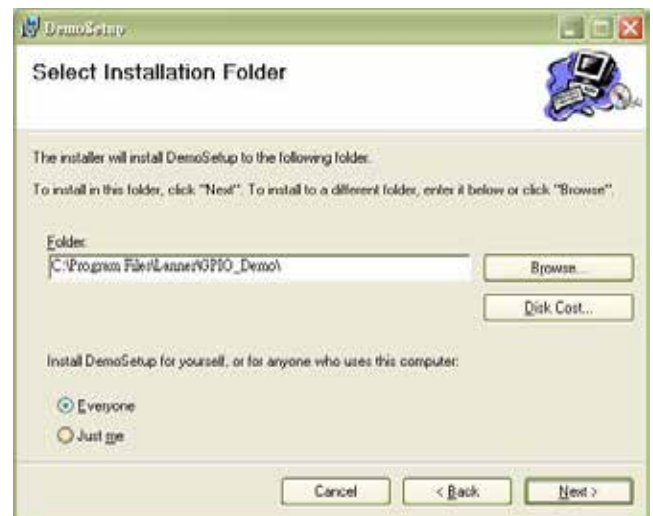 DemoSetup
Select Installation Folder
The installer will install DemoSetup to the following folder.
To install in this folder, click "Next". To install to a different folder, enter it below or click "Browse".
Folder:
C:\Program Files\Lanner\GPIO_Demo\
Browse...
Disk Cost...
Install DemoSetup for yourself, or for anyone who uses this computer:
Everyone
Just me
Cancel
< Back
Next >